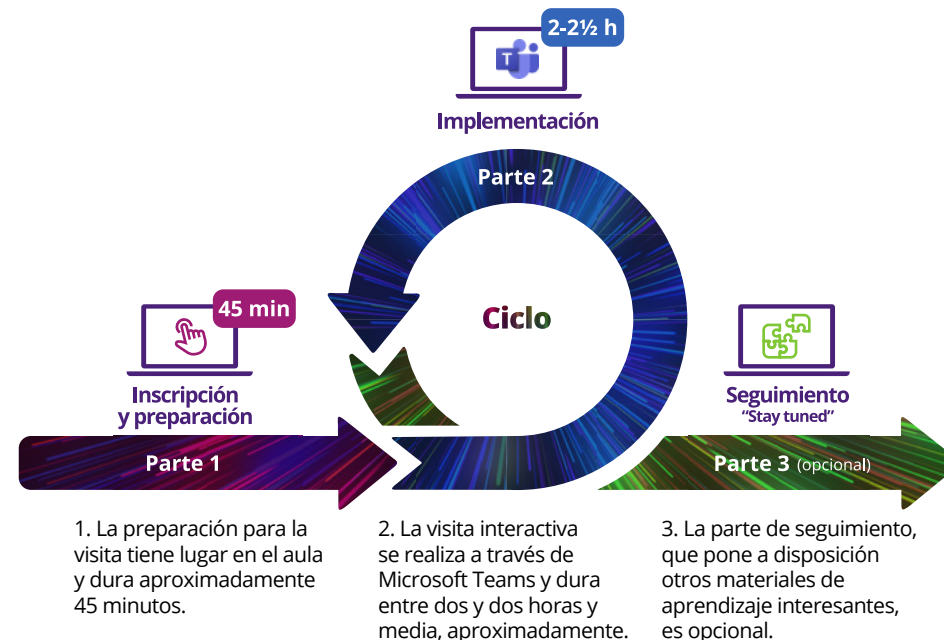 2-2½ h
Implementación
Parte 2
Ciclo
45 min
Inscripción
y preparación
Parte 1
Seguimiento
“Stay tuned”
Parte 3 (opcional)
1. La preparación para la
visita tiene lugar en el aula
y dura aproximadamente
45 minutos.
2. La visita interactiva
se realiza a través de
Microsoft Teams y dura
entre dos y dos horas y
media, aproximadamente.
3. La parte de seguimiento,
que pone a disposición
otros materiales de
aprendizaje interesantes,
es opcional.